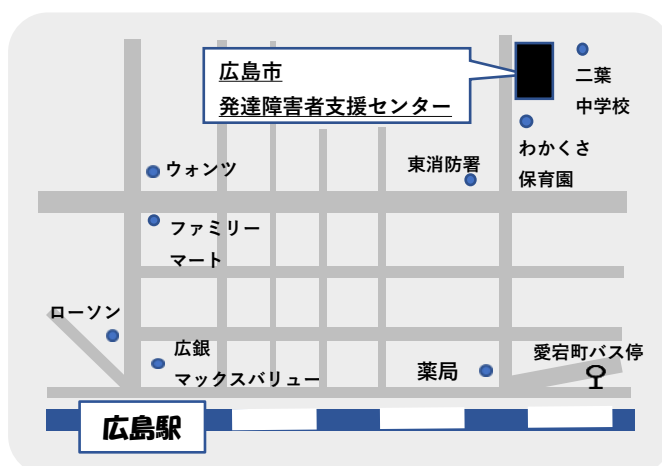 広島市
発達障害者支援センター
二葉
中学校
わかくさ
保育園
東消防署
ウォンツ
ファミリー
マート
ローソン
広銀
マックスバリュー
薬局
愛宕町バス停
広島駅